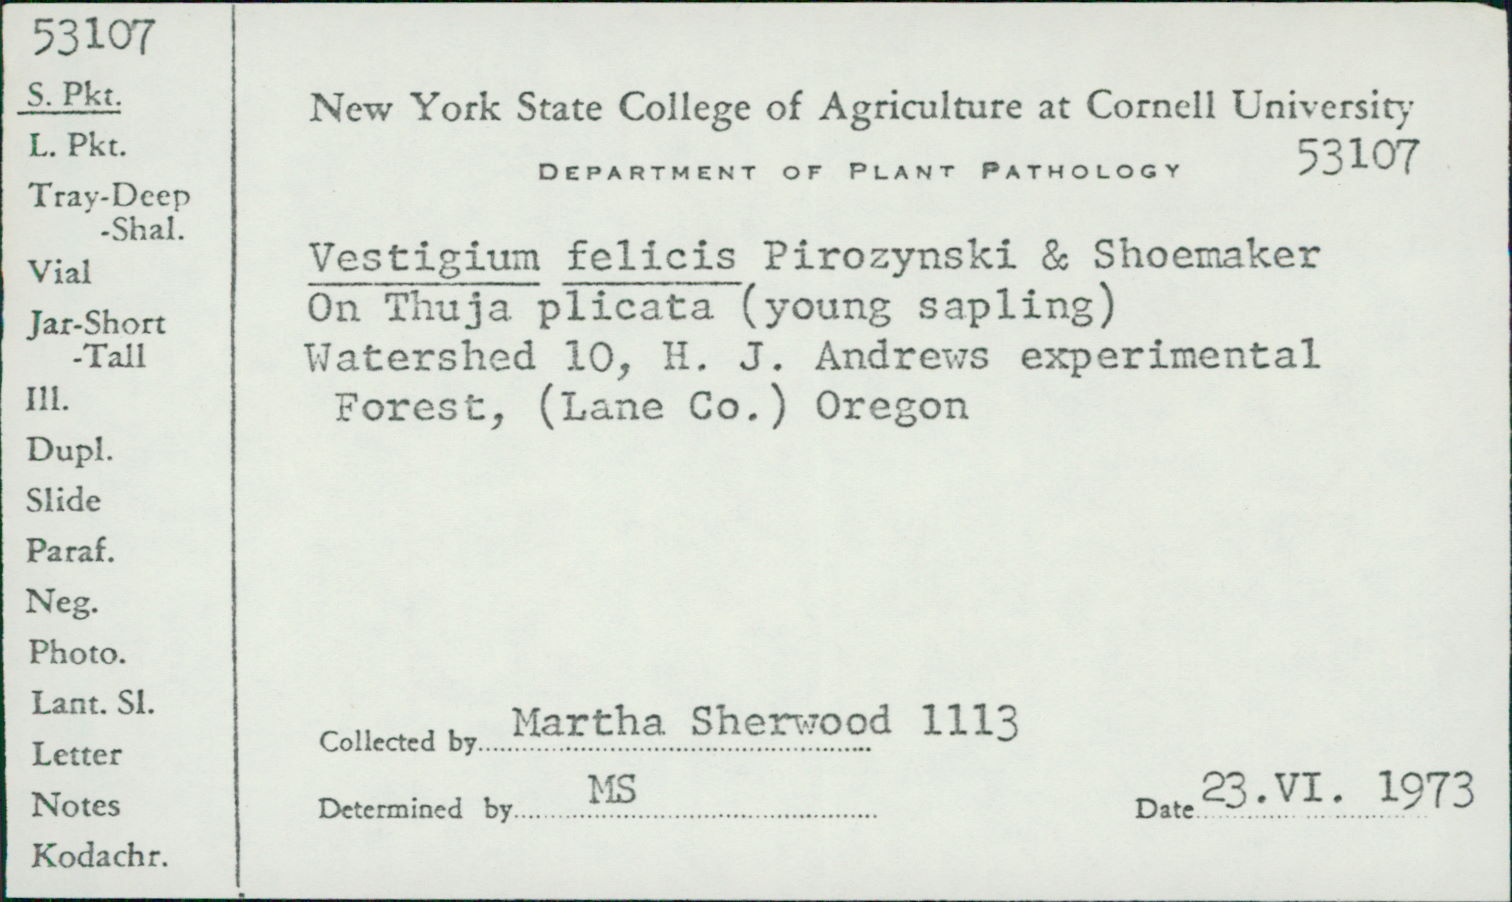 53107
S. Pkt.
L. Pkt.
Tray-Deep
-Shal.
Vial
Jar-Short
-Tall
Ill.
Dupl.
Slide
Paraf.
Neg.
Photo.
Lant. Sl.
Letter
Notes
Kodachr.
New York State College of Agriculture at Cornell University
DEPARTMENT OF PLANT PATHOLOGY 53107
Vestigium felicis Pirozynski & Shoemaker
On Thuja plicata (young sapling)
Watershed 10, H. J. Andrews experimental
Forest, (Lane Co.) Oregon
Collected by Martha Sherwood 1113
Determined by MS Date 23.VI. 1973